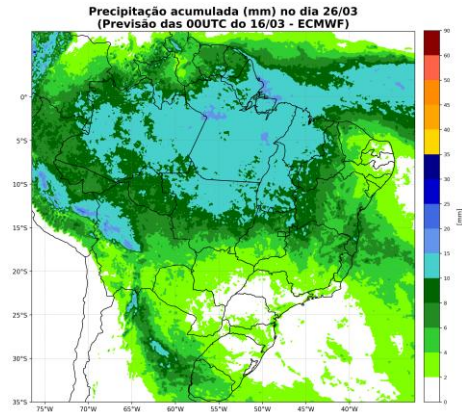 Precipitação acumulada (mm) no dia 26/03
(Previsão das 00UTC do 16/03 - ECMWF)
0°
5°S
10°S
15°S
20°S
25°S
30°S
35°S
75°W 70°W 65°W 60°W 55°W 50°W 45°W 40°W
90
60
50
45
40
35
30
25
20
15
10
8
6
4
2
0
[mm]